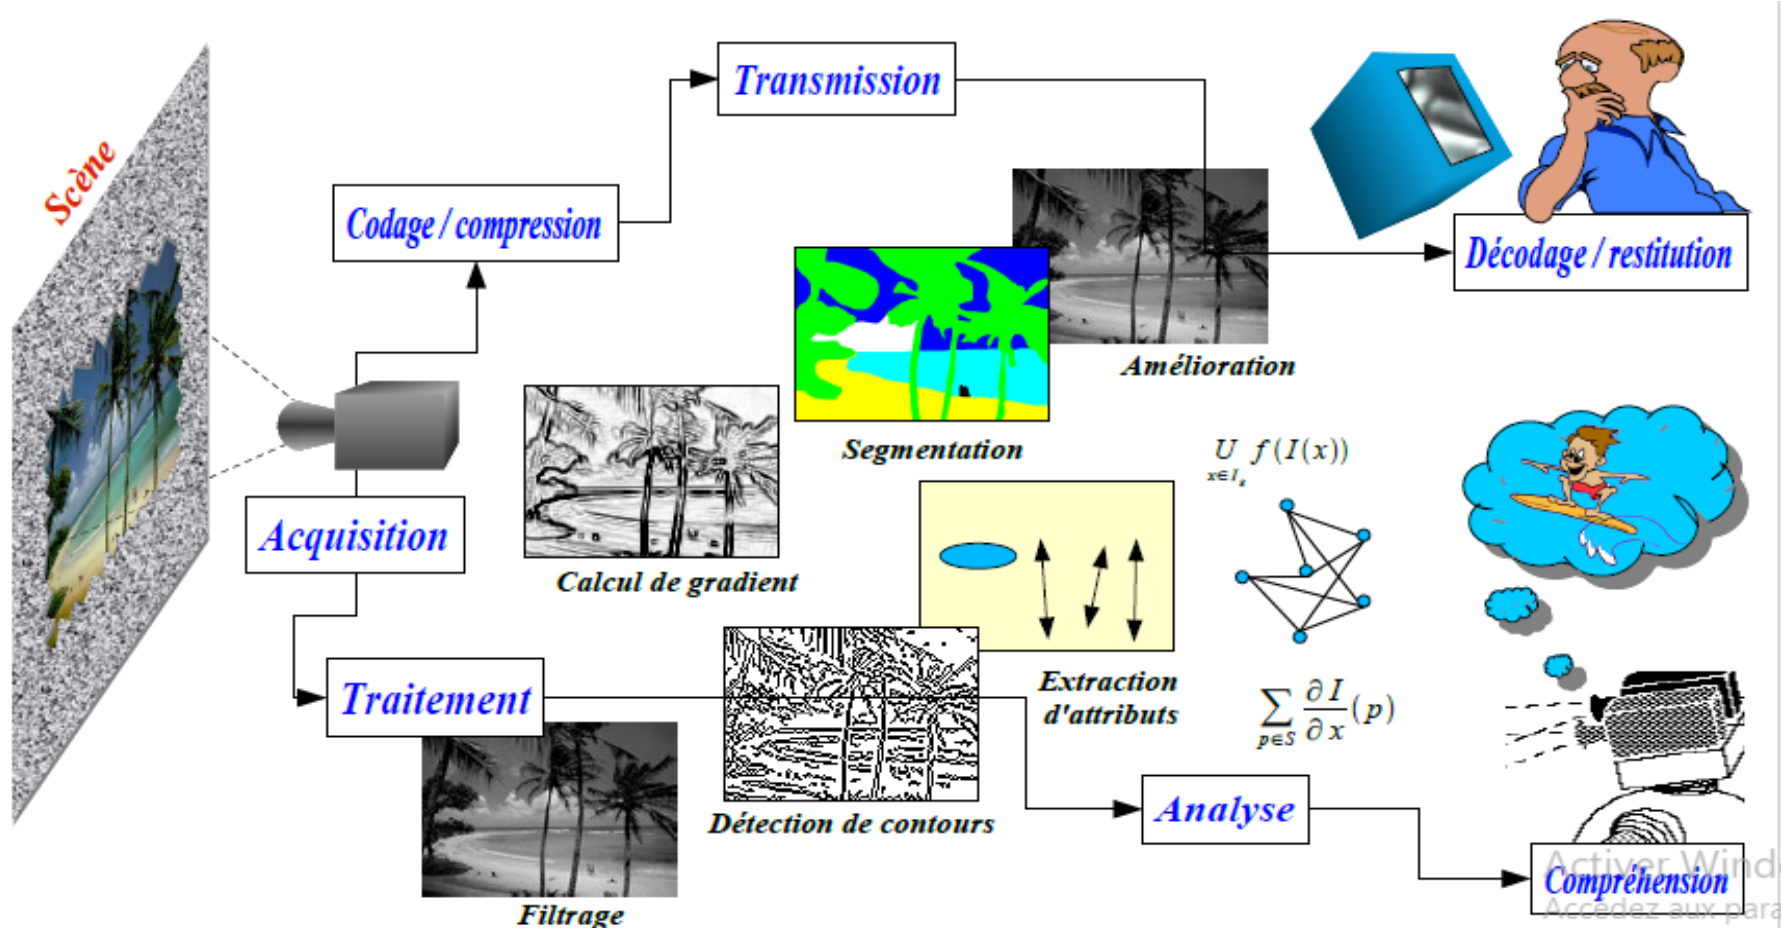 Scène
Transmission
Codage / compression
Décodage / restitution
Amélioration
Segmentation
U f(I(x))
x∈I
Acquisition
Calcul de gradient
Extraction
d'attributs
∑ ∂I/∂x (p)
p∈S
Traitement
Détection de contours
Analyse
Filtrage
Activer Wind
Compréhension
Accédez aux para